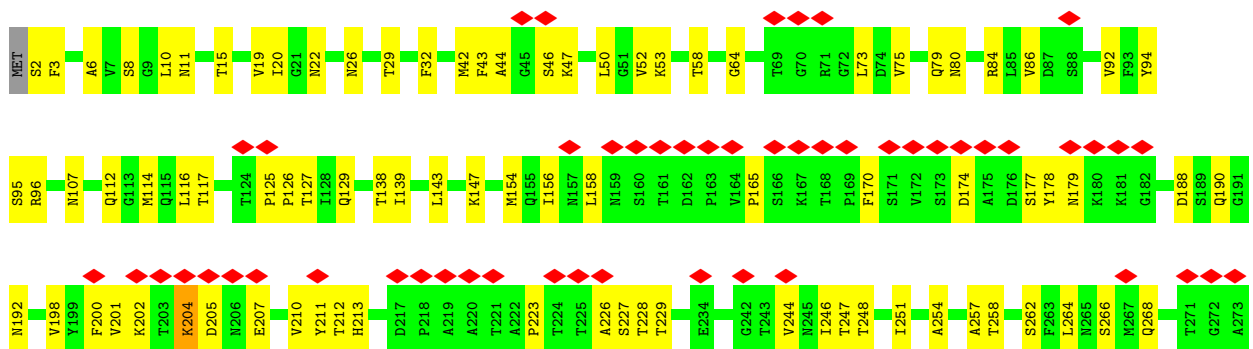 MET S2 F3 A6 V7 S8 G9 L10 N11 T15 V19 I20 G21 N22 N26 T29 F32 M42 F43 A44 G45 S46 K47 L50 G51 V52 K53 T58 G64 T69 G70 R71 G72 L73 D74 V75 Q79 N80 R84 L85 V86 D87 S88 V92 F93 Y94
S95 R96 N107 Q112 G113 M114 Q115 L116 T117 T124 P125 P126 T127 I128 Q129 T138 I139 L143 K147 M154 Q155 I156 N157 L158 N159 S160 T161 D162 P163 V164 P165 S166 K167 T168 P169 F170 S171 V172 S173 D174 A175 D176 S177 Y178 N179 K180 K181 G182 D188 S189 Q190 G191
N192 V198 Y199 F200 V201 K202 T203 K204 D205 N206 E207 V210 Y211 T212 H213 D217 P218 A219 A220 T221 A222 P223 T224 T225 A226 S227 T228 T229 E234 G242 T243 V244 N245 I246 T247 T248 I251 A254 A257 T258 S262 F263 L264 N265 S266 M267 Q268 T271 G272 A273